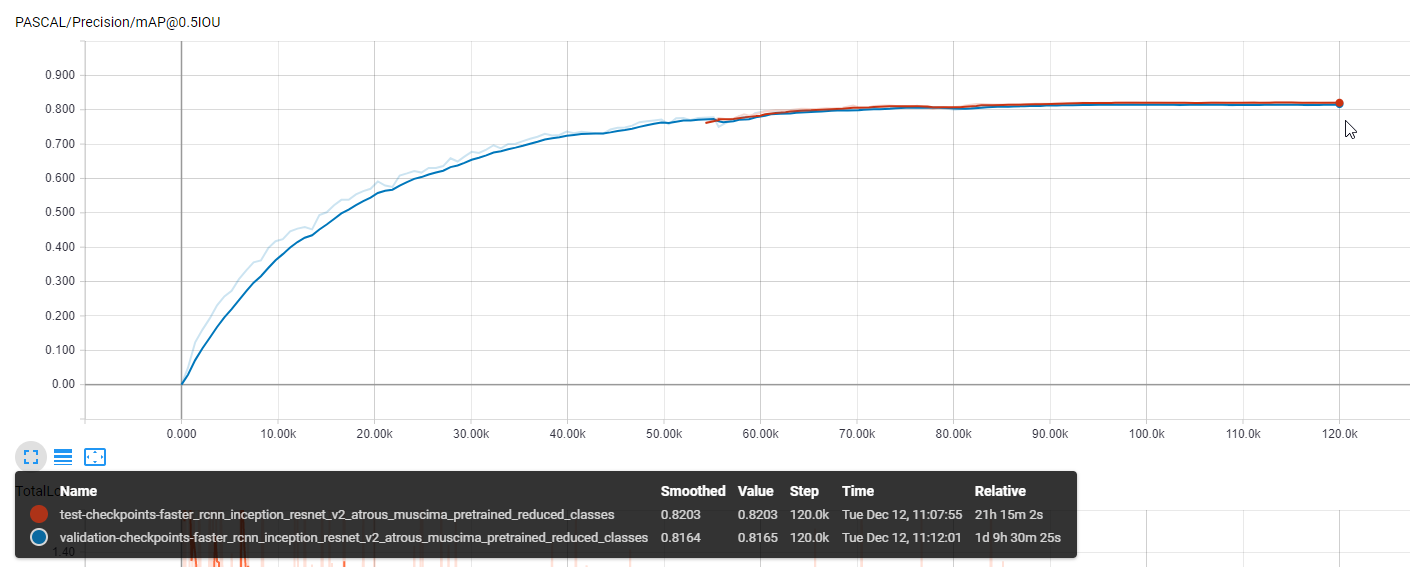 PASCAL/Precision/mAP@0.5IOU
0.900
0.800
0.700
0.600
0.500
0.400
0.300
0.200
0.100
0.00
0.000 10.00k 20.00k 30.00k 40.00k 50.00k 60.00k 70.00k 80.00k 90.00k 100.0k 110.0k 120.0k
TotalLo
Name Smoothed Value Step Time Relative
test-checkpoints-faster_rcnn_inception_resnet_v2_atrous_muscima_pretrained_reduced_classes 0.8203 0.8203 120.0k Tue Dec 12, 11:07:55 21h 15m 2s
validation-checkpoints-faster_rcnn_inception_resnet_v2_atrous_muscima_pretrained_reduced_classes 0.8164 0.8165 120.0k Tue Dec 12, 11:12:01 1d 9h 30m 25s
1.40